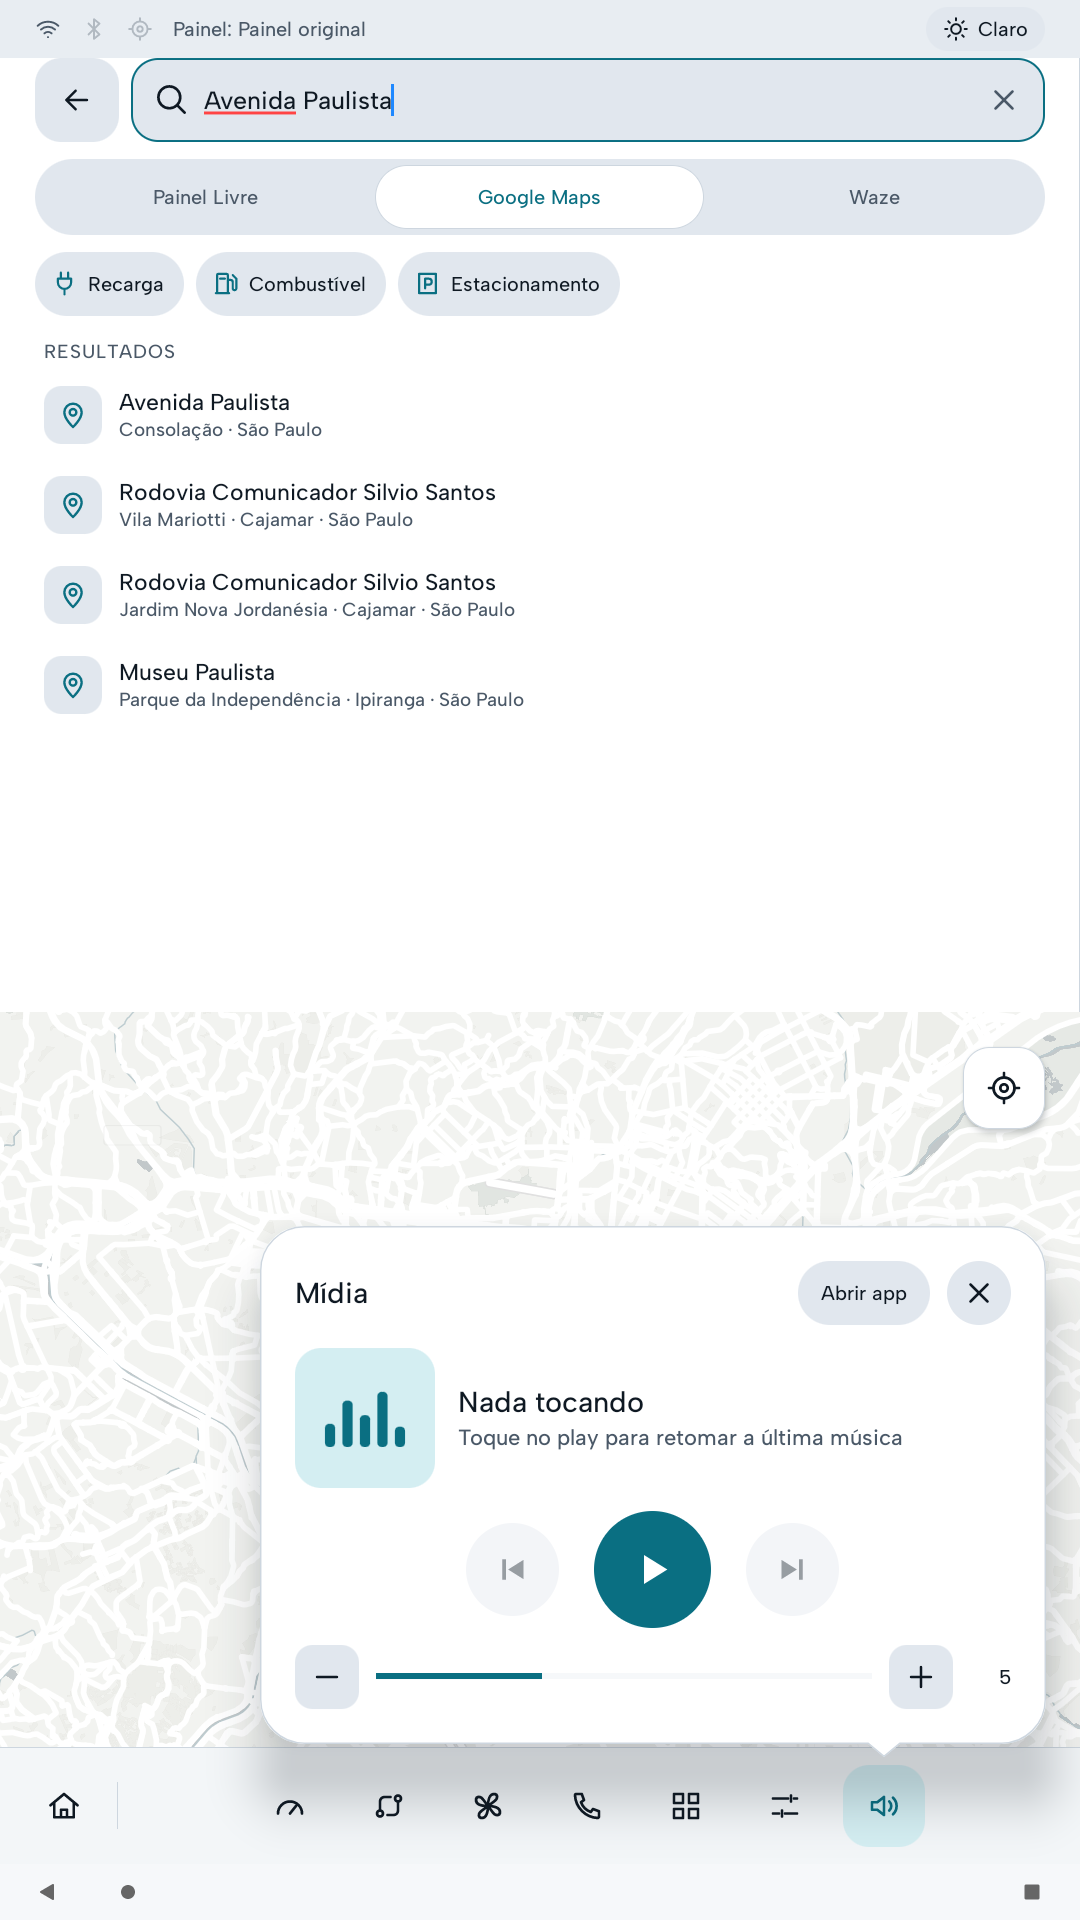 Painel: Painel original
Claro
Avenida Paulista
Painel Livre
Google Maps
Waze
Recarga
Combustível
Estacionamento
RESULTADOS
Avenida Paulista
Consolação · São Paulo
Rodovia Comunicador Silvio Santos
Vila Mariotti · Cajamar · São Paulo
Rodovia Comunicador Silvio Santos
Jardim Nova Jordanésia · Cajamar · São Paulo
Museu Paulista
Parque da Independência · Ipiranga · São Paulo
Mídia
Abrir app
Nada tocando
Toque no play para retomar a última música
5